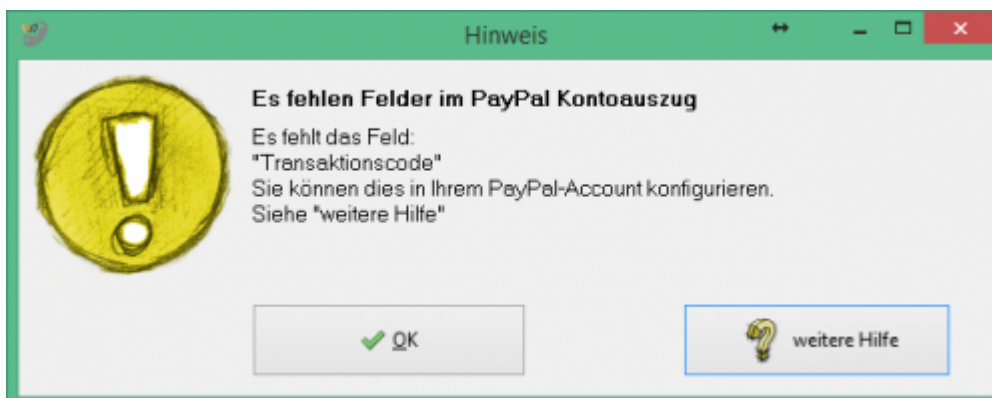 Hinweis
Es fehlen Felder im PayPal Kontoauszug
Es fehlt das Feld:
"Transaktionscode"
Sie können dies in Ihrem PayPal-Account konfigurieren.
Siehe "weitere Hilfe"
OK
weitere Hilfe